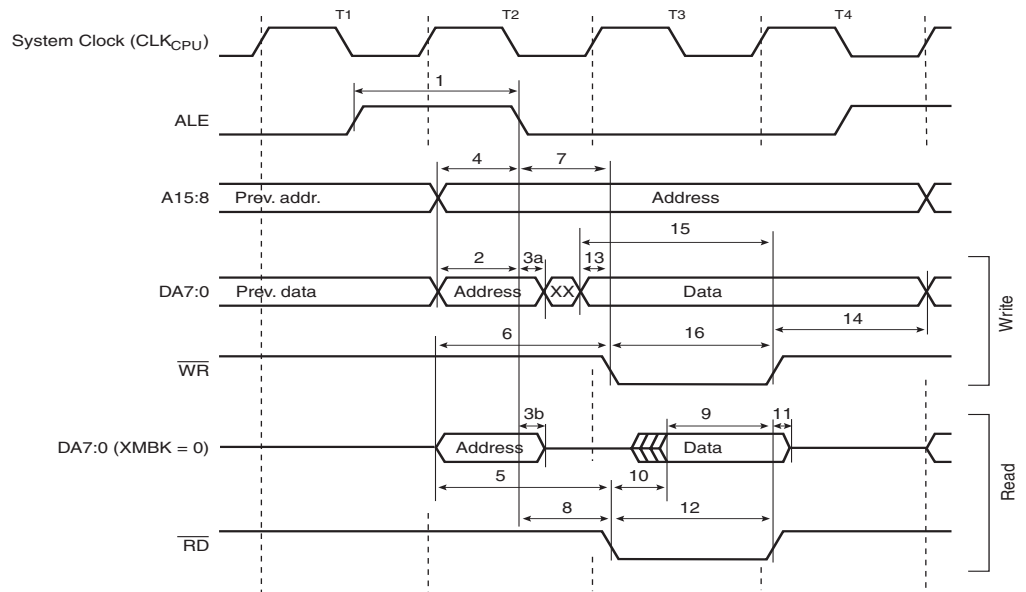 T1 T2 T3 T4
System Clock (CLKCPU)
1
ALE
4 7
A15:8 Prev. addr. Address
15
2 3a 13
DA7:0 Prev. data Address XX Data
14
6 16
WR
Write
3b 9 11
DA7:0 (XMBK = 0) Address Data
5 10
8 12
RD
Read